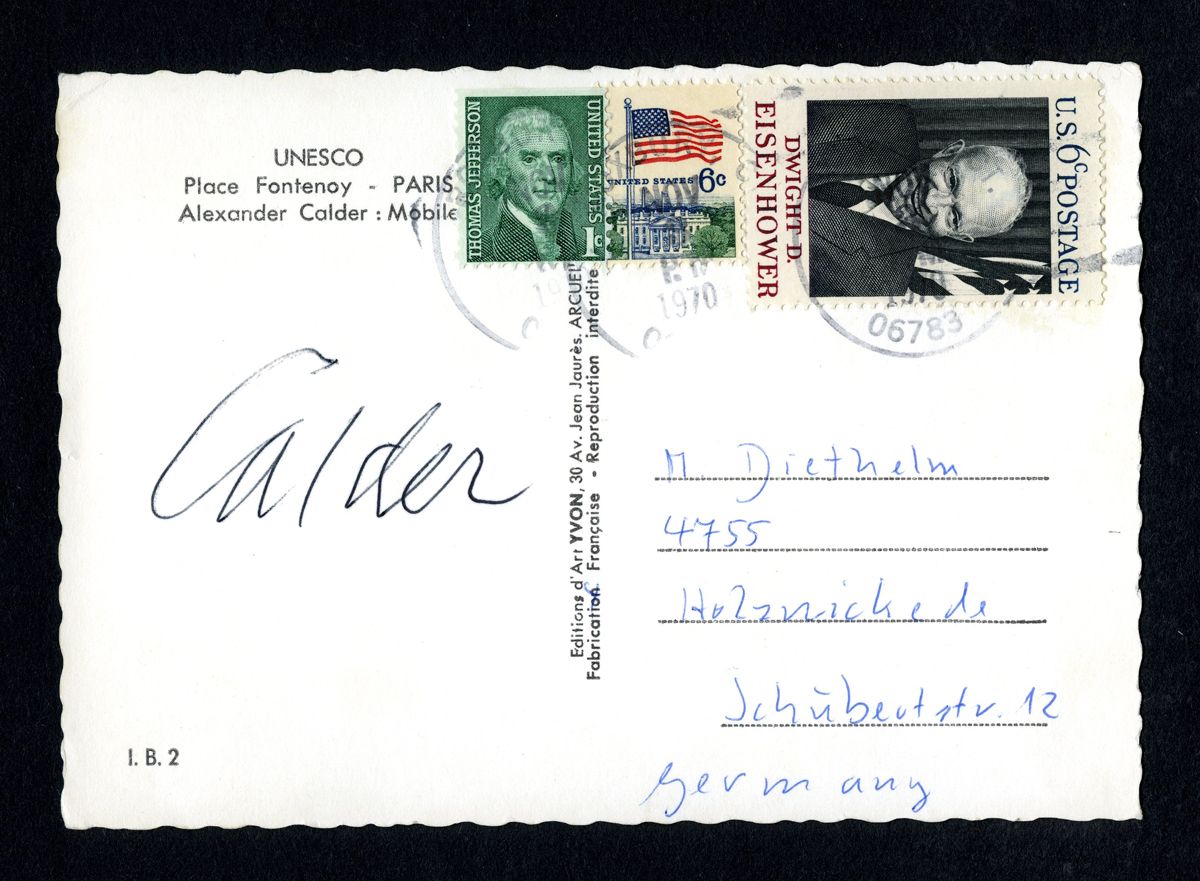 UNESCO
Place Fontenoy - PARIS
Alexander Calder : Mobile
THOMAS JEFFERSON
UNITED STATES
1c
UNITED STATES 6c
DWIGHT D.
EISENHOWER
U.S. 6c POSTAGE
NOV
P M
1970
1970
06783
Calder
Editions d'Art YVON, 30 Av. Jean Jaurès, ARCUEIL
Fabrication Française - Reproduction interdite
M. Diethelm
4755
Holzwickede
Schubertstr. 12
Germany
I. B. 2